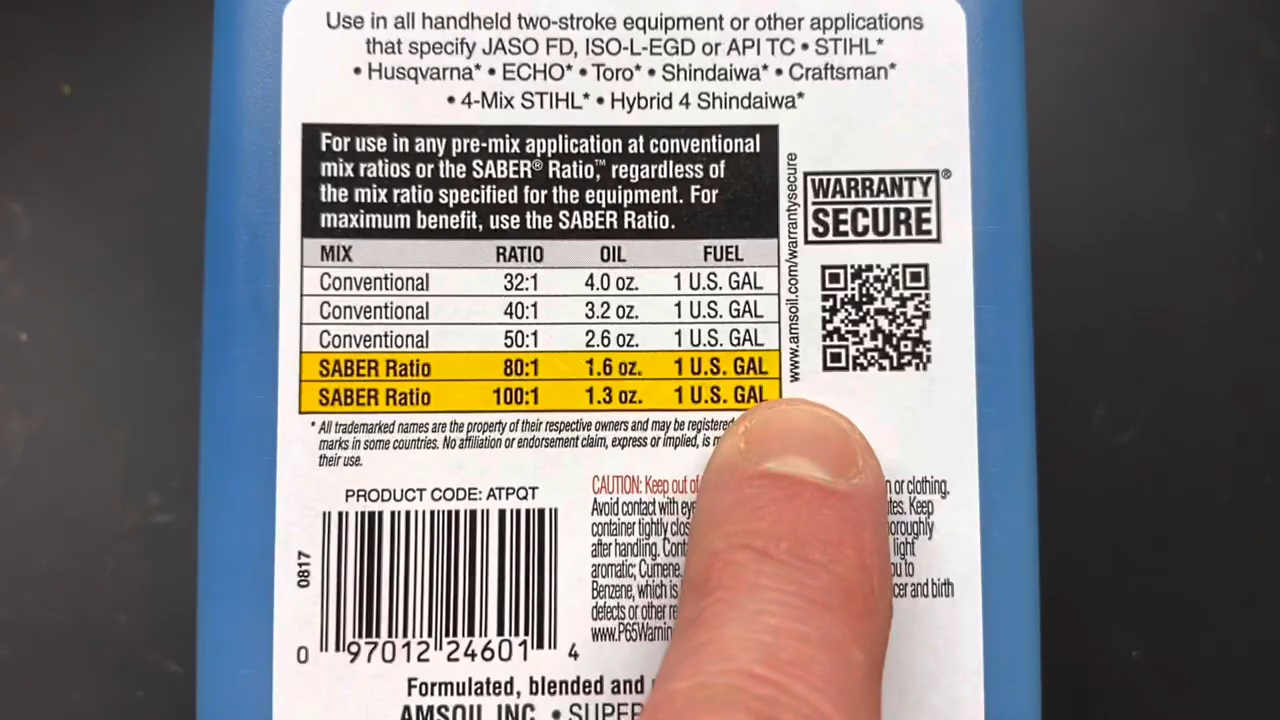 Use in all handheld two-stroke equipment or other applications
that specify JASO FD, ISO-L-EGD or API TC • STIHL*
• Husqvarna* • ECHO* • Toro* • Shindaiwa* • Craftsman*
• 4-Mix STIHL* • Hybrid 4 Shindaiwa*
For use in any pre-mix application at conventional
mix ratios or the SABER® Ratio,™ regardless of
the mix ratio specified for the equipment. For
maximum benefit, use the SABER Ratio.
MIX RATIO OIL FUEL
Conventional 32:1 4.0 oz. 1 U.S. GAL
Conventional 40:1 3.2 oz. 1 U.S. GAL
Conventional 50:1 2.6 oz. 1 U.S. GAL
SABER Ratio 80:1 1.6 oz. 1 U.S. GAL
SABER Ratio 100:1 1.3 oz. 1 U.S. GAL
* All trademarked names are the property of their respective owners and may be registered
marks in some countries. No affiliation or endorsement claim, express or implied, is
their use.
www.amsoil.com/warrantysecure
WARRANTY®
SECURE
PRODUCT CODE: ATPQT
0817
0 97012 24601 4
CAUTION: Keep out of
or clothing.
Avoid contact with
Keep
container tightly
after handling.
light
aromatic; Cumene.
to
Benzene, which is
and birth
defects or other
Formulated, blended and
AMSOIL INC. •